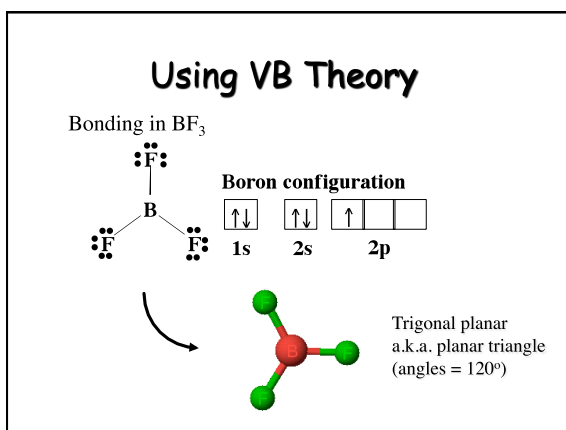 Using VB Theory
Bonding in BF₃
F
B
F F
Boron configuration
↑↓ ↑↓ ↑
1s 2s 2p
F
B F
F
Trigonal planar
a.k.a. planar triangle
(angles = 120º)